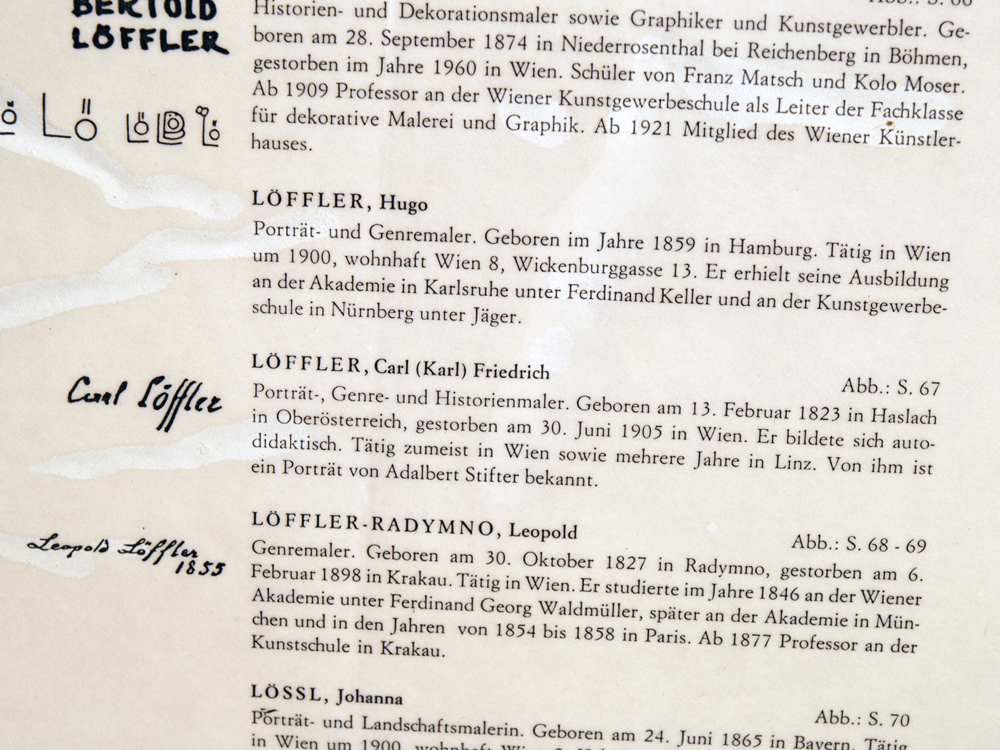 BERTOLD
LÖFFLER
Historien- und Dekorationsmaler sowie Graphiker und Kunstgewerbler. Ge-
boren am 28. September 1874 in Niederrosenthal bei Reichenberg in Böhmen,
gestorben im Jahre 1960 in Wien. Schüler von Franz Matsch und Kolo Moser.
Ab 1909 Professor an der Wiener Kunstgewerbeschule als Leiter der Fachklasse
für dekorative Malerei und Graphik. Ab 1921 Mitglied des Wiener Künstler-
hauses.
LÖ LÖ LÖ
LÖFFLER, Hugo
Porträt- und Genremaler. Geboren im Jahre 1859 in Hamburg. Tätig in Wien
um 1900, wohnhaft Wien 8, Wickenburggasse 13. Er erhielt seine Ausbildung
an der Akademie in Karlsruhe unter Ferdinand Keller und an der Kunstgewerbe-
schule in Nürnberg unter Jäger.
LÖFFLER, Carl (Karl) Friedrich
Abb.: S. 67
Carl Löffler
Porträt-, Genre- und Historienmaler. Geboren am 13. Februar 1823 in Haslach
in Oberösterreich, gestorben am 30. Juni 1905 in Wien. Er bildete sich auto-
didaktisch. Tätig zumeist in Wien sowie mehrere Jahre in Linz. Von ihm ist
ein Porträt von Adalbert Stifter bekannt.
LÖFFLER-RADYMNO, Leopold
Abb.: S. 68 - 69
Leopold Löffler
1855
Genremaler. Geboren am 30. Oktober 1827 in Radymno, gestorben am 6.
Februar 1898 in Krakau. Tätig in Wien. Er studierte im Jahre 1846 an der Wiener
Akademie unter Ferdinand Georg Waldmüller, später an der Akademie in Mün-
chen und in den Jahren von 1854 bis 1858 in Paris. Ab 1877 Professor an der
Kunstschule in Krakau.
LÖSSL, Johanna
Abb.: S. 70
Porträt- und Landschaftsmalerin. Geboren am 24. Juni 1865 in Bayern. Tätig
in Wien um 1900, wohnhaft